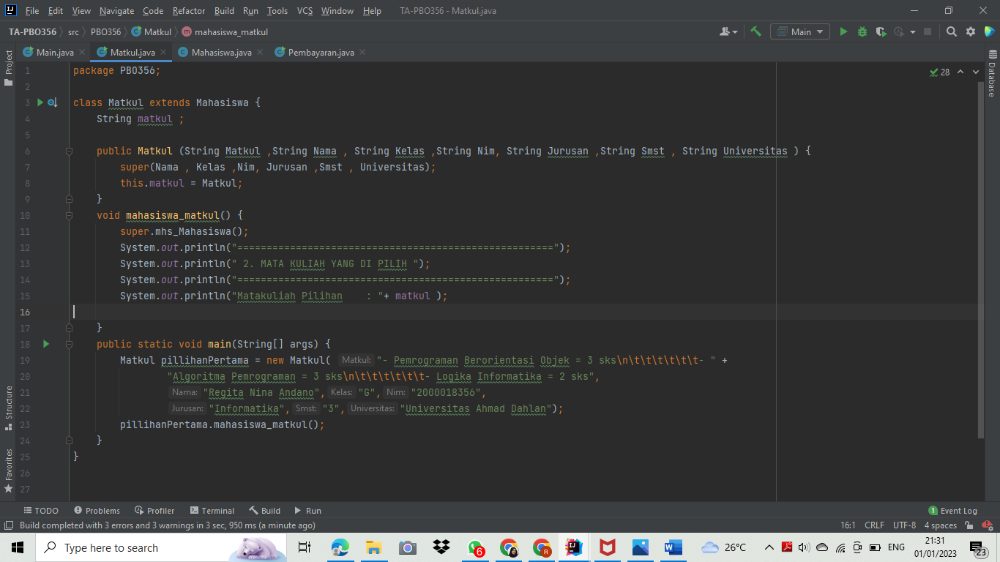 File Edit View Navigate Code Refactor Build Run Tools VCS Window Help TA-PBO356 - Matkul.java
TA-PBO356 src PBO356 Matkul mahasiswa_matkul Main
Main.java Matkul.java Mahasiswa.java Pembayaran.java
Project
Structure
Favorites
Database
28
1 package PBO356;
2
3 class Matkul extends Mahasiswa {
4 String matkul ;
5
6 public Matkul (String Matkul ,String Nama , String Kelas ,String Nim, String Jurusan ,String Smst , String Universitas ) {
7 super(Nama , Kelas ,Nim, Jurusan ,Smst , Universitas);
8 this.matkul = Matkul;
9 }
10 void mahasiswa_matkul() {
11 super.mhs_Mahasiswa();
12 System.out.println("======================================================");
13 System.out.println(" 2. MATA KULIAH YANG DI PILIH ");
14 System.out.println("======================================================");
15 System.out.println("Matakuliah Pilihan    : "+ matkul );
16
17 }
18 public static void main(String[] args) {
19 Matkul pillihanPertama = new Matkul( Matkul: "- Pemrograman Berorientasi Objek = 3 sks\n\t\t\t\t\t\t- " +
20 "Algoritma Pemrograman = 3 sks\n\t\t\t\t\t\t- Logika Informatika = 2 sks",
21 Nama: "Regita Nina Andano", Kelas: "G", Nim: "2000018356",
22 Jurusan: "Informatika", Smst: "3", Universitas: "Universitas Ahmad Dahlan");
23 pillihanPertama.mahasiswa_matkul();
24 }
25 }
26
27
TODO Problems Profiler Terminal Build Run Event Log
Build completed with 3 errors and 3 warnings in 3 sec, 950 ms (a minute ago) 16:1 CRLF UTF-8 4 spaces
Type here to search 6 26°C ENG 21:31
01/01/2023 23